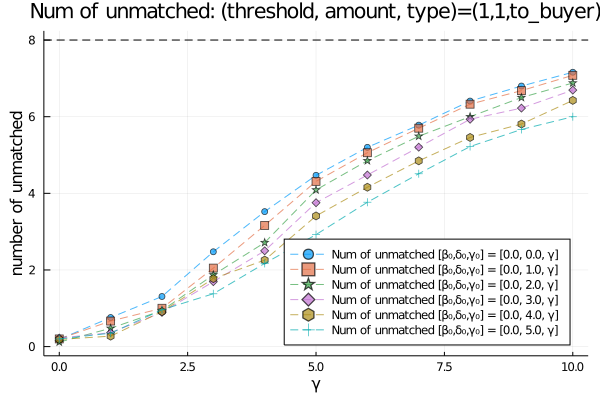 Num of unmatched: (threshold, amount, type)=(1,1,to_buyer)
8
6
4
2
0
number of unmatched
0.0
2.5
5.0
7.5
10.0
γ
Num of unmatched [β₀,δ₀,γ₀] = [0.0, 0.0, γ]
Num of unmatched [β₀,δ₀,γ₀] = [0.0, 1.0, γ]
Num of unmatched [β₀,δ₀,γ₀] = [0.0, 2.0, γ]
Num of unmatched [β₀,δ₀,γ₀] = [0.0, 3.0, γ]
Num of unmatched [β₀,δ₀,γ₀] = [0.0, 4.0, γ]
Num of unmatched [β₀,δ₀,γ₀] = [0.0, 5.0, γ]